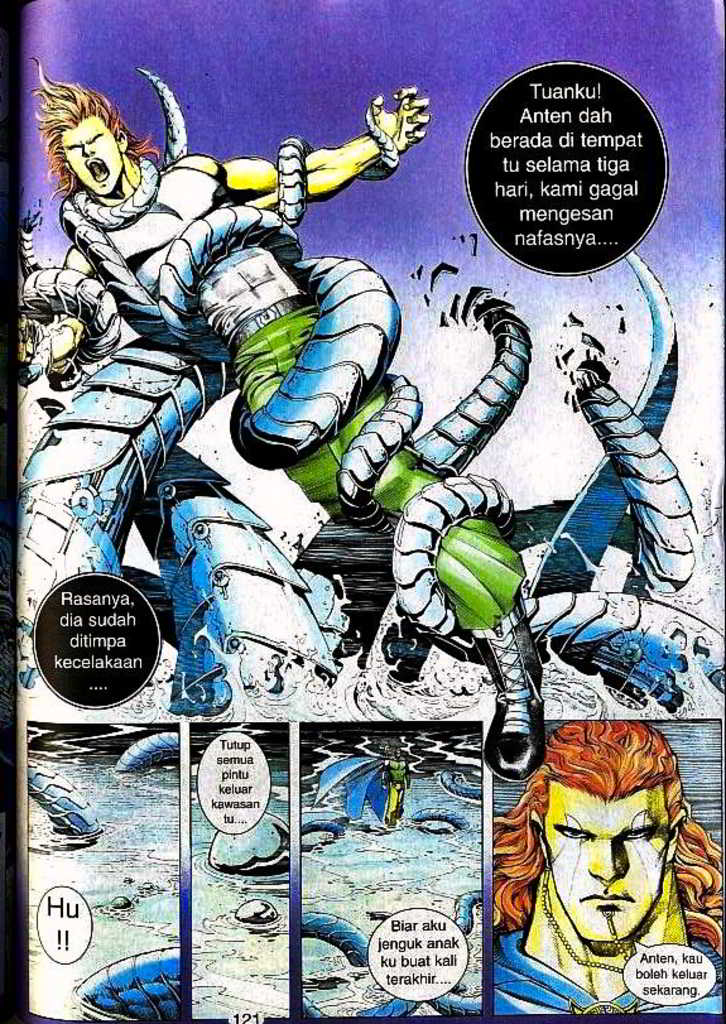 Tuanku!
Anten dah
berada di tempat
tu selama tiga
hari, kami gagal
mengesan
nafasnya....
Rasanya,
dia sudah
ditimpa
kecelakaan
....
Hu
!!
Tutup
semua
pintu
keluar
kawasan
tu....
Biar aku
jenguk anak
ku buat kali
terakhir....
Anten, kau
boleh keluar
sekarang.
121